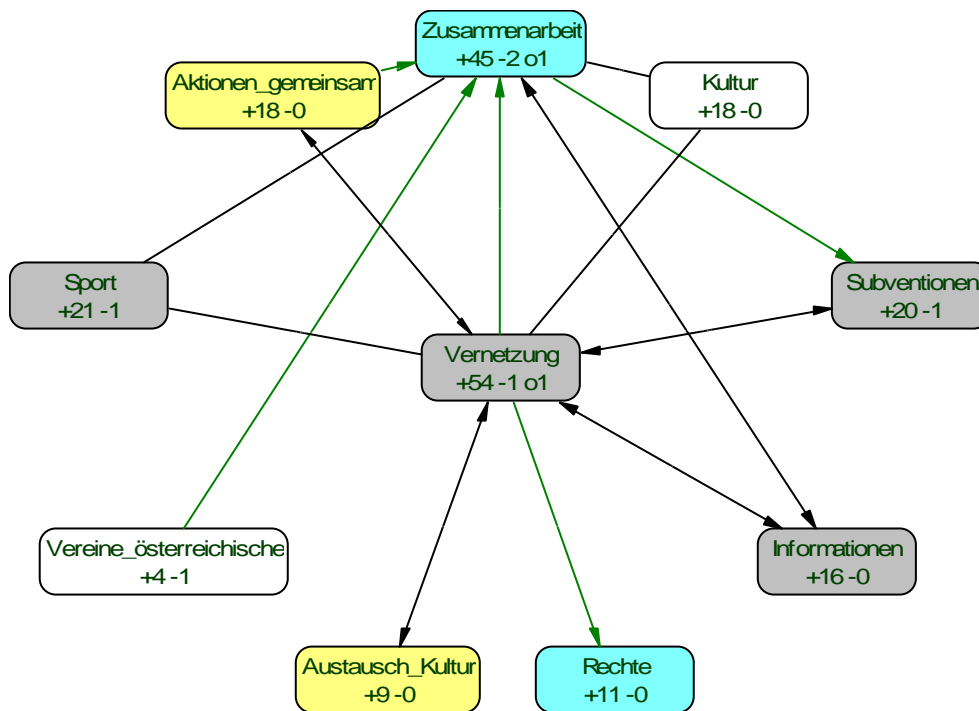 Zusammenarbeit
+45 -2 o1
Aktionen_gemeinsam
+18 -0
Kultur
+18 -0
Sport
+21 -1
Subventionen
+20 -1
Vernetzung
+54 -1 o1
Vereine_österreichische
+4 -1
Informationen
+16 -0
Austausch_Kultur
+9 -0
Rechte
+11 -0